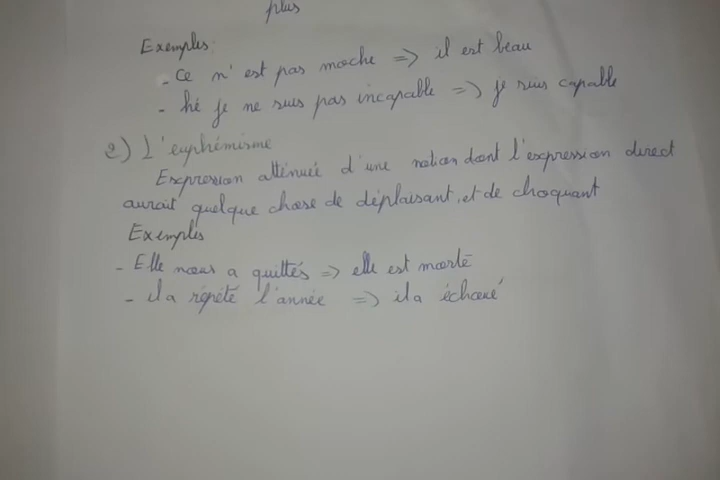 plus
Exemples:
- ce n'est pas moche => il est beau
- hé je ne suis pas incapable => je suis capable
2) L'euphémisme
Expression atténuée d'une notion dont l'expression direct
aurait quelque chose de déplaisant, et de choquant
Exemples
- Elle nous a quittés => elle est morte
- il a répété l'année => il a échoué